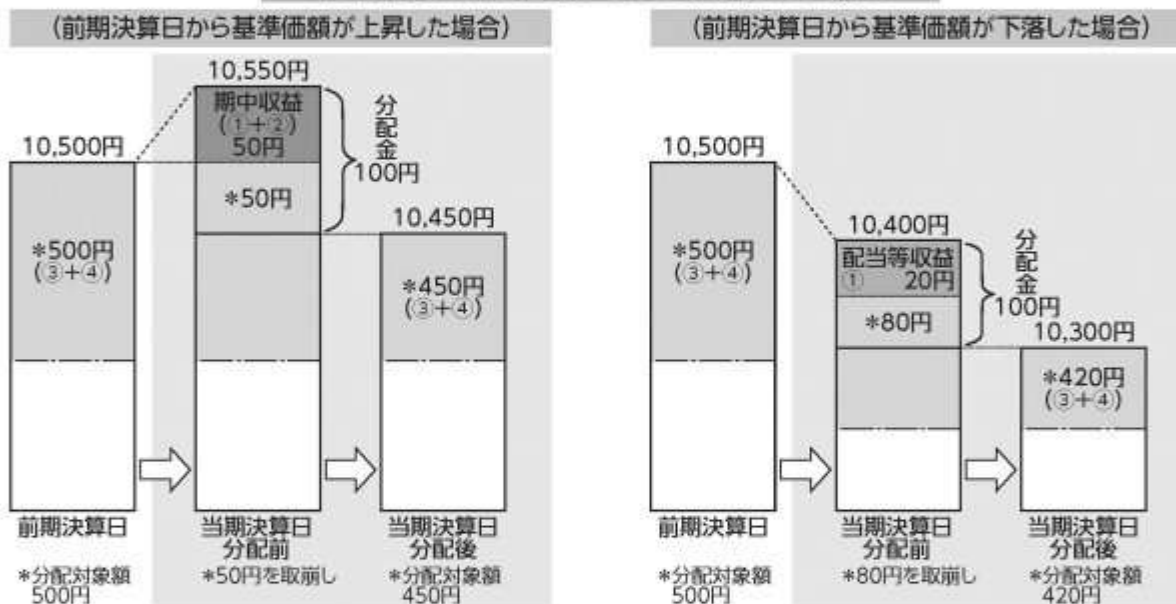 (前期決算日から基準価額が上昇した場合)
10,550円
期中収益
(①+②)
50円
分配金
100円
10,500円
*50円
10,450円
*500円
(③+④)
*450円
(③+④)
前期決算日
当期決算日
分配前
当期決算日
分配後
*分配対象額
500円
*50円を取崩し
*分配対象額
450円
(前期決算日から基準価額が下落した場合)
10,500円
10,400円
配当等収益
① 20円
分配金
100円
*500円
(③+④)
*80円
10,300円
*420円
(③+④)
前期決算日
当期決算日
分配前
当期決算日
分配後
*分配対象額
500円
*80円を取崩し
*分配対象額
420円